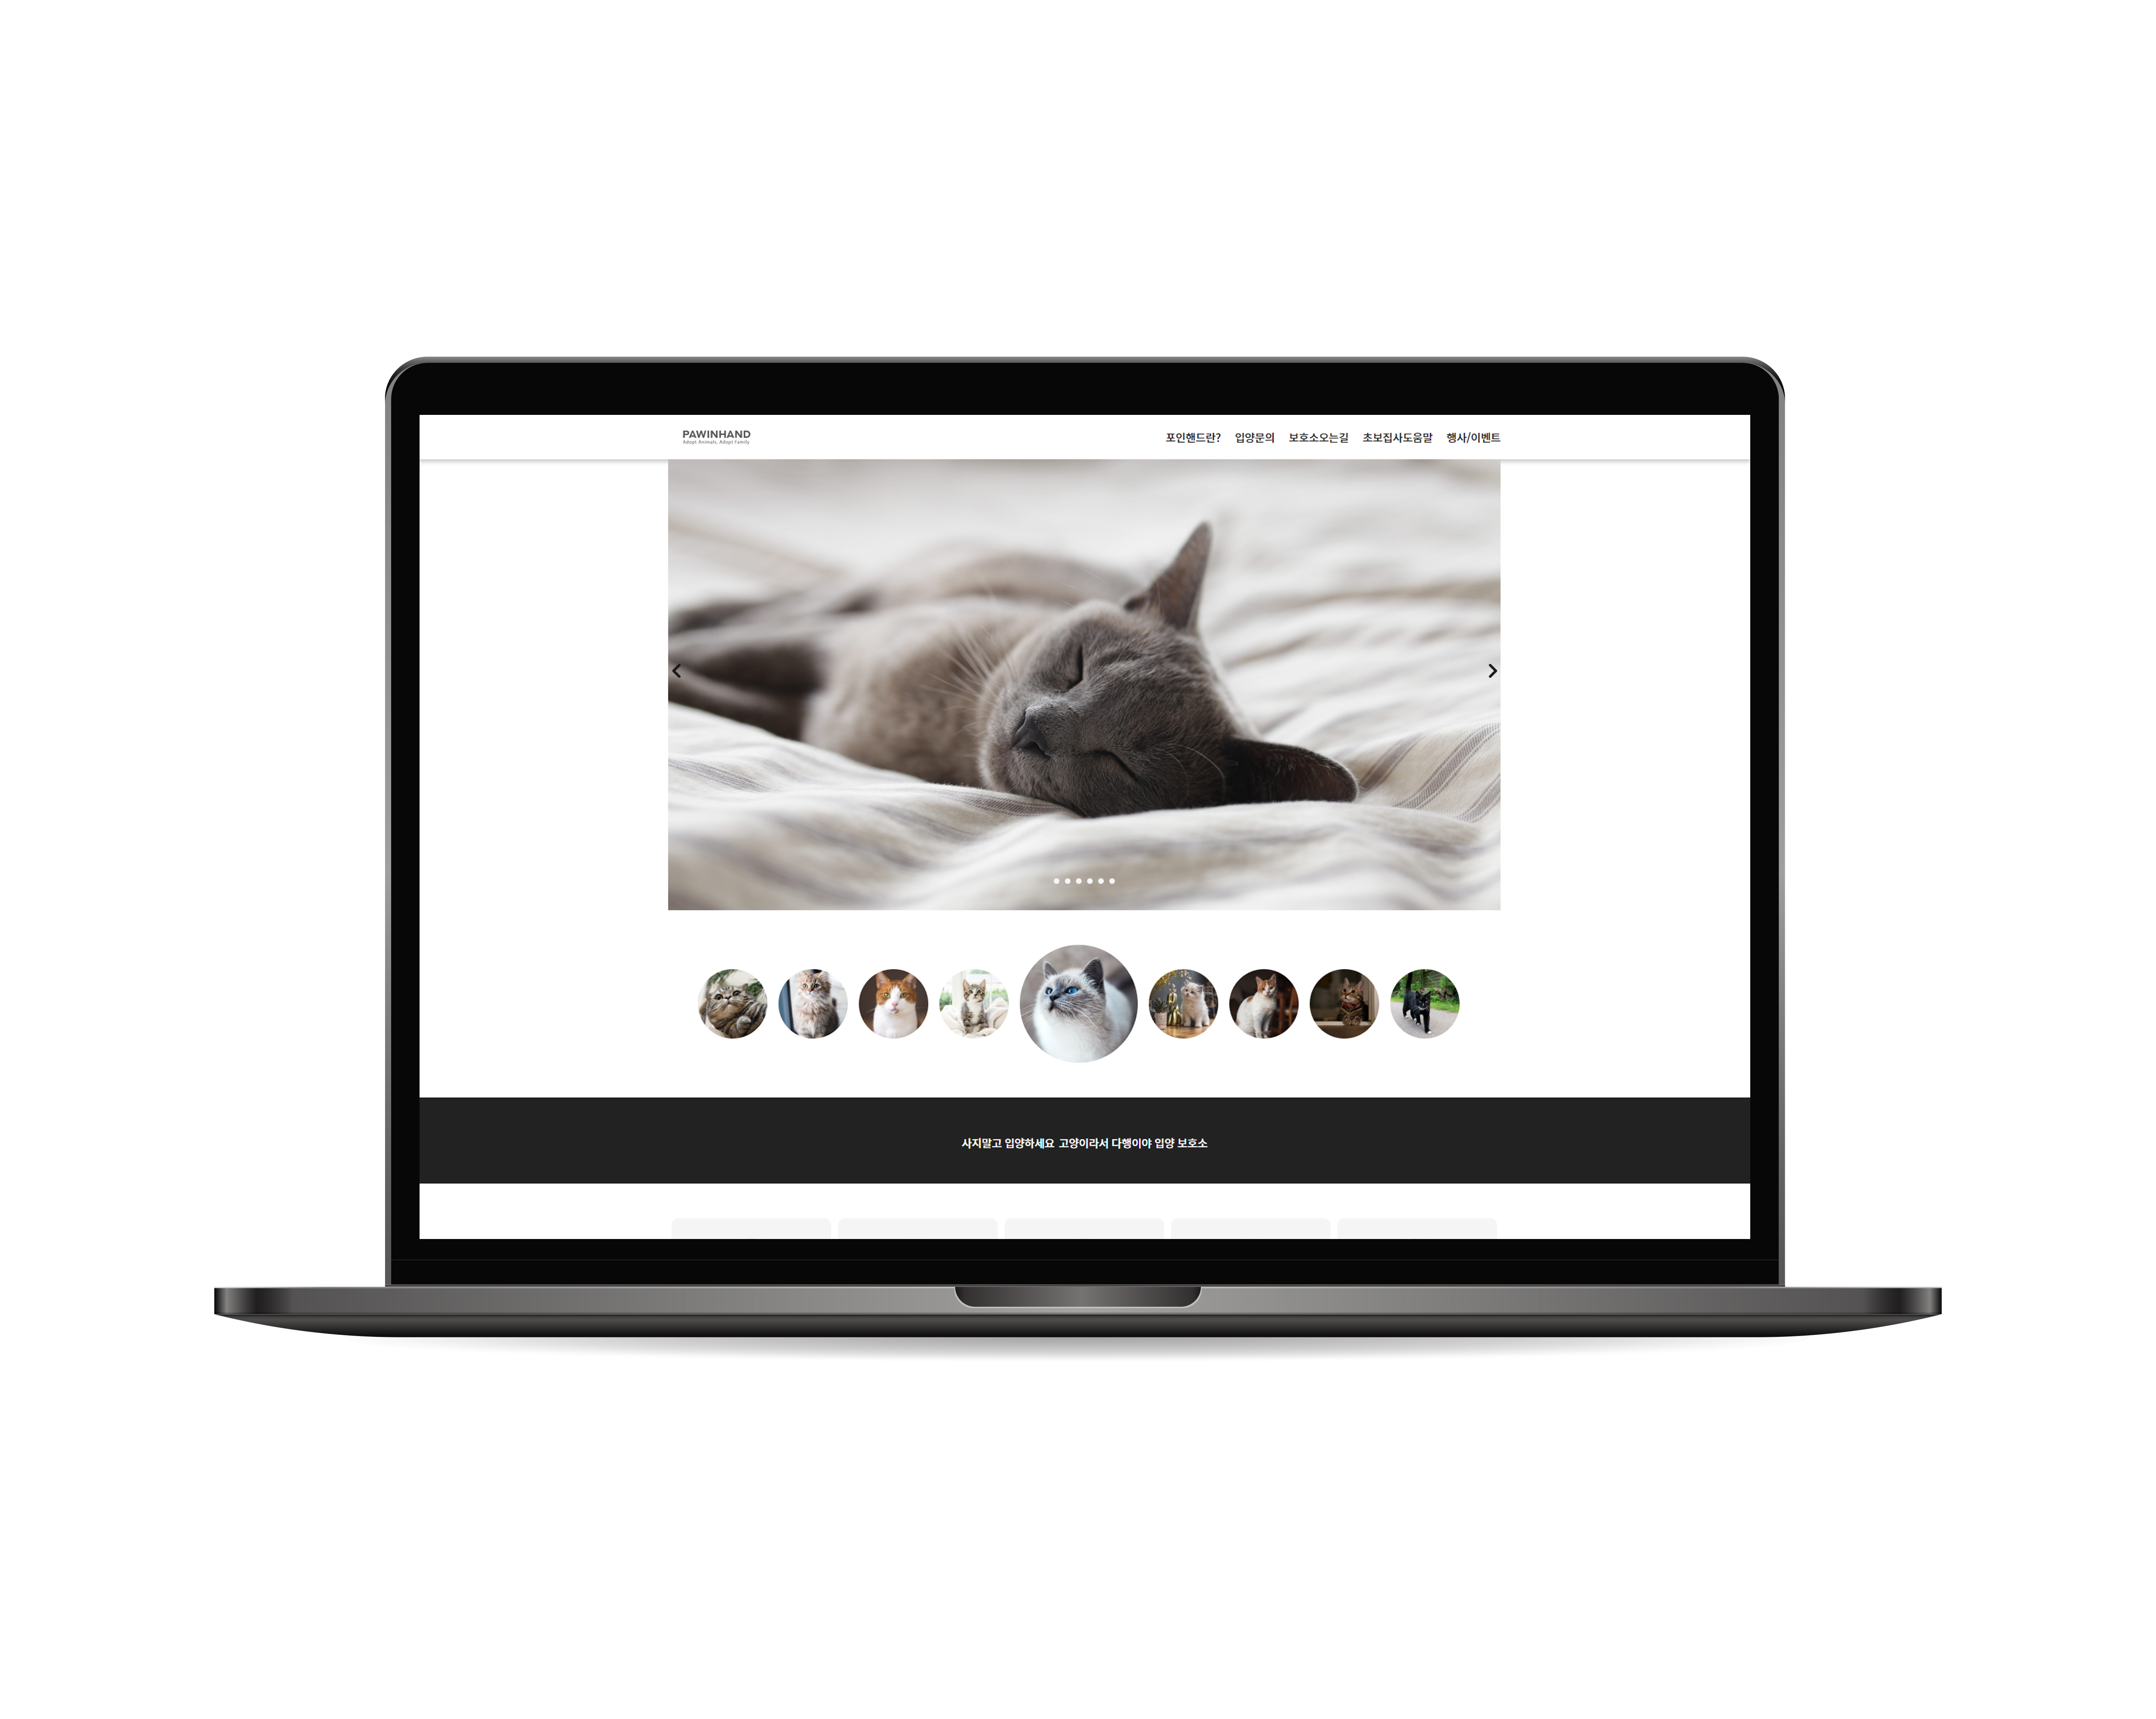 PAWINHAND
Adopt Animals, Adopt Family
포인핸드란? 입양문의 보호소오는길 초보집사도움말 행사/이벤트
사지말고 입양하세요 고양이라서 다행이야 입양 보호소